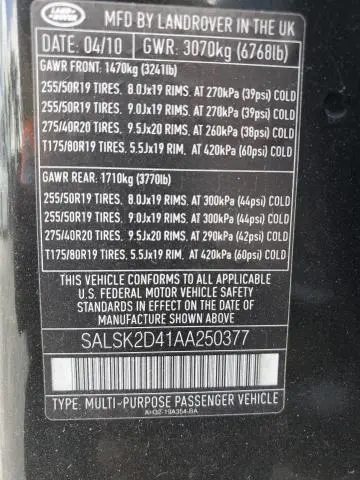 LAND ROVER
MFD BY LANDROVER IN THE UK
DATE: 04/10 GWR: 3070kg (6768lb)
GAWR FRONT: 1470kg (3241lb)
255/50R19 TIRES, 8.0Jx19 RIMS, AT 270kPa (39psi) COLD
255/50R19 TIRES, 9.0Jx19 RIMS, AT 270kPa (39psi) COLD
275/40R20 TIRES, 9.5Jx20 RIMS, AT 260kPa (38psi) COLD
T175/80R19 TIRES, 5.5Jx19 RIM, AT 420kPa (60psi) COLD
GAWR REAR: 1710kg (3770lb)
255/50R19 TIRES, 8.0Jx19 RIMS, AT 300kPa (44psi) COLD
255/50R19 TIRES, 9.0Jx19 RIMS, AT 300kPa (44psi) COLD
275/40R20 TIRES, 9.5Jx20 RIMS, AT 290kPa (42psi) COLD
T175/80R19 TIRES, 5.5Jx19 RIM, AT 420kPa (60psi) COLD
THIS VEHICLE CONFORMS TO ALL APPLICABLE
U.S. FEDERAL MOTOR VEHICLE SAFETY
STANDARDS IN EFFECT ON THE DATE OF
MANUFACTURE SHOWN ABOVE
SALSK2D41AA250377
TYPE: MULTI-PURPOSE PASSENGER VEHICLE
AH32-19A354-BA